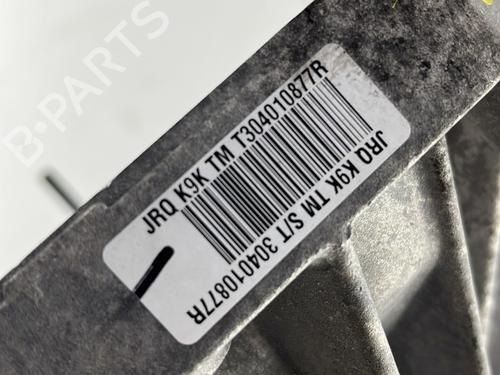 B-PARTS
JRQ K9K TM T304010877R
JRQ K9K TM S/T 304010877R